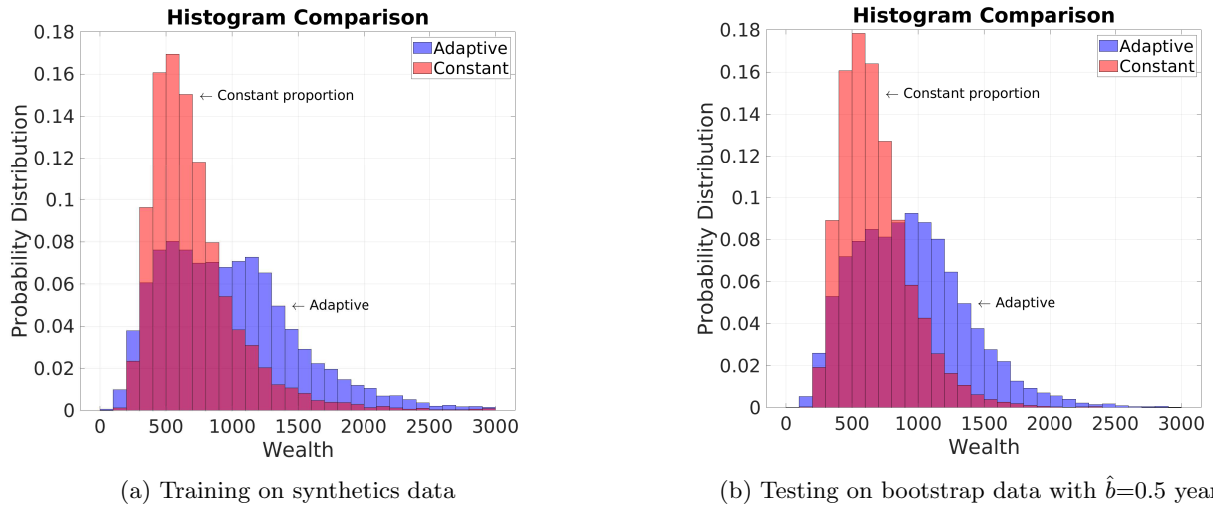 Histogram Comparison
0.18
0.16
0.14
0.12
0.1
0.08
0.06
0.04
0.02
0
Probability Distribution
Adaptive
Constant
← Constant proportion
← Adaptive
0 500 1000 1500 2000 2500 3000
Wealth
(a) Training on synthetics data
Histogram Comparison
0.18
0.16
0.14
0.12
0.1
0.08
0.06
0.04
0.02
0
Probability Distribution
Adaptive
Constant
← Constant proportion
← Adaptive
0 500 1000 1500 2000 2500 3000
Wealth
(b) Testing on bootstrap data with b̂=0.5 year